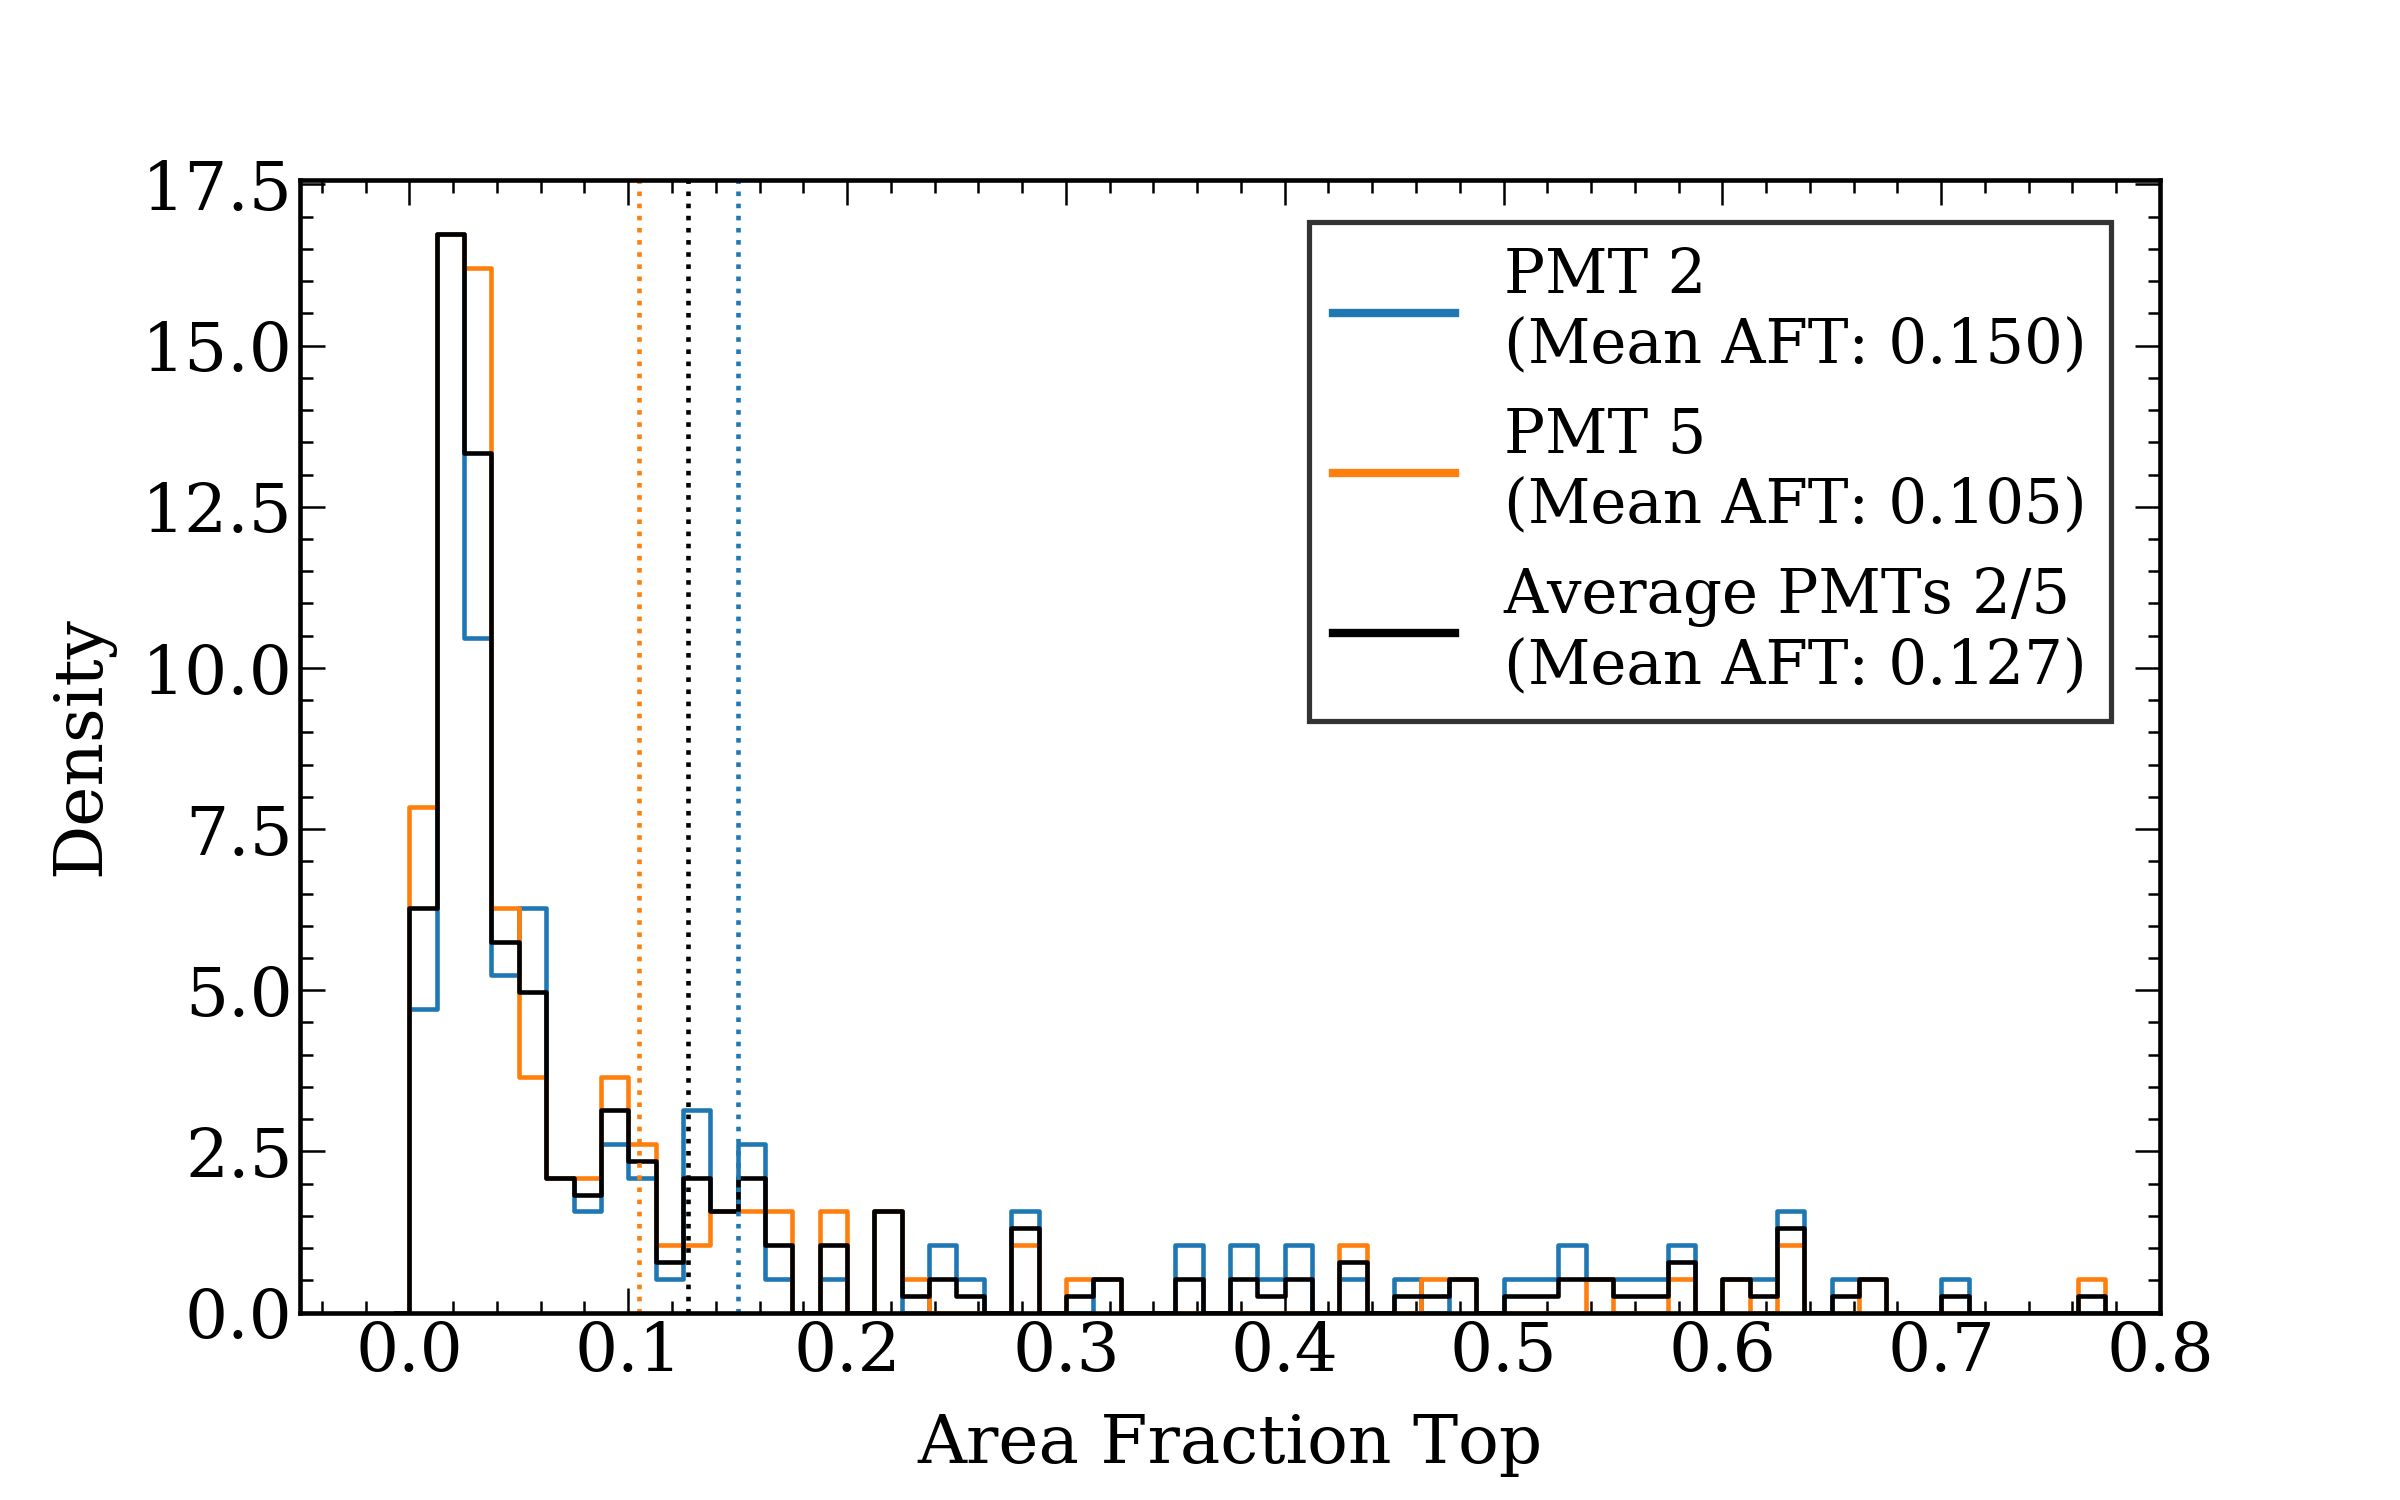 17.5
15.0
12.5
10.0
7.5
5.0
2.5
0.0
Density
PMT 2
(Mean AFT: 0.150)
PMT 5
(Mean AFT: 0.105)
Average PMTs 2/5
(Mean AFT: 0.127)
0.0 0.1 0.2 0.3 0.4 0.5 0.6 0.7 0.8
Area Fraction Top